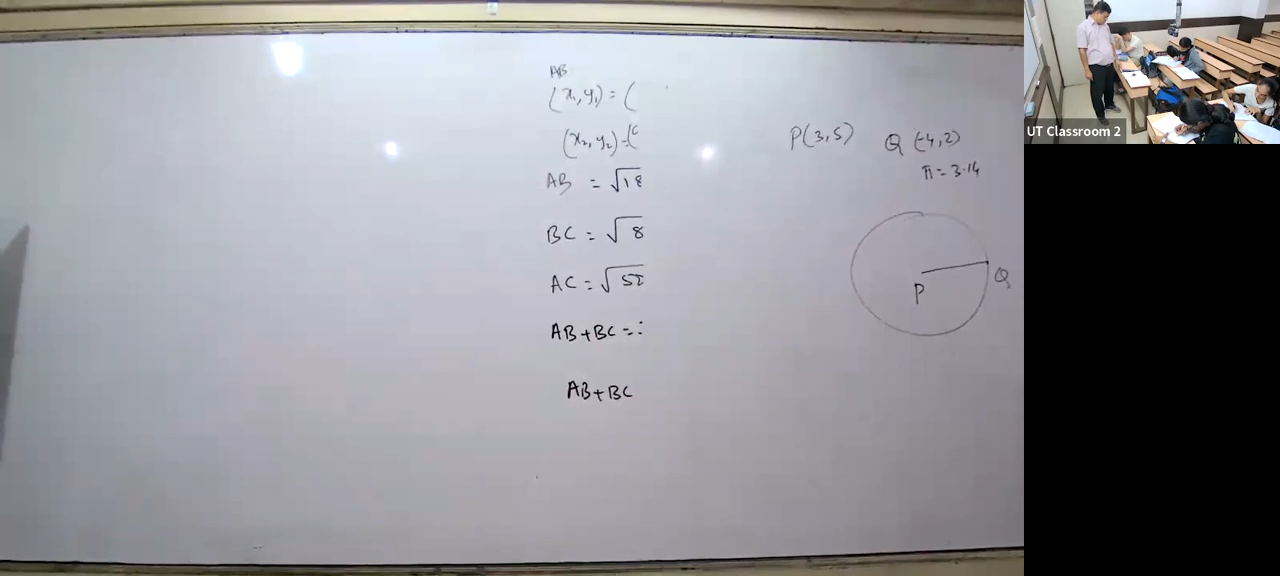 AB
(x₁, y₁) = (
(x₂, y₂) = (
AB = √18
BC = √8
AC = √52
AB + BC =
AB + BC
P(3,5) Q(-4,2)
π = 3.14
P
Q
UT Classroom 2